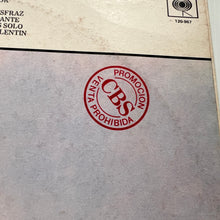 SFRAZ
ANTE
S SOLO
LENTIN
120-967
PROMOCION
CBS
VENTA PROHIBIDA